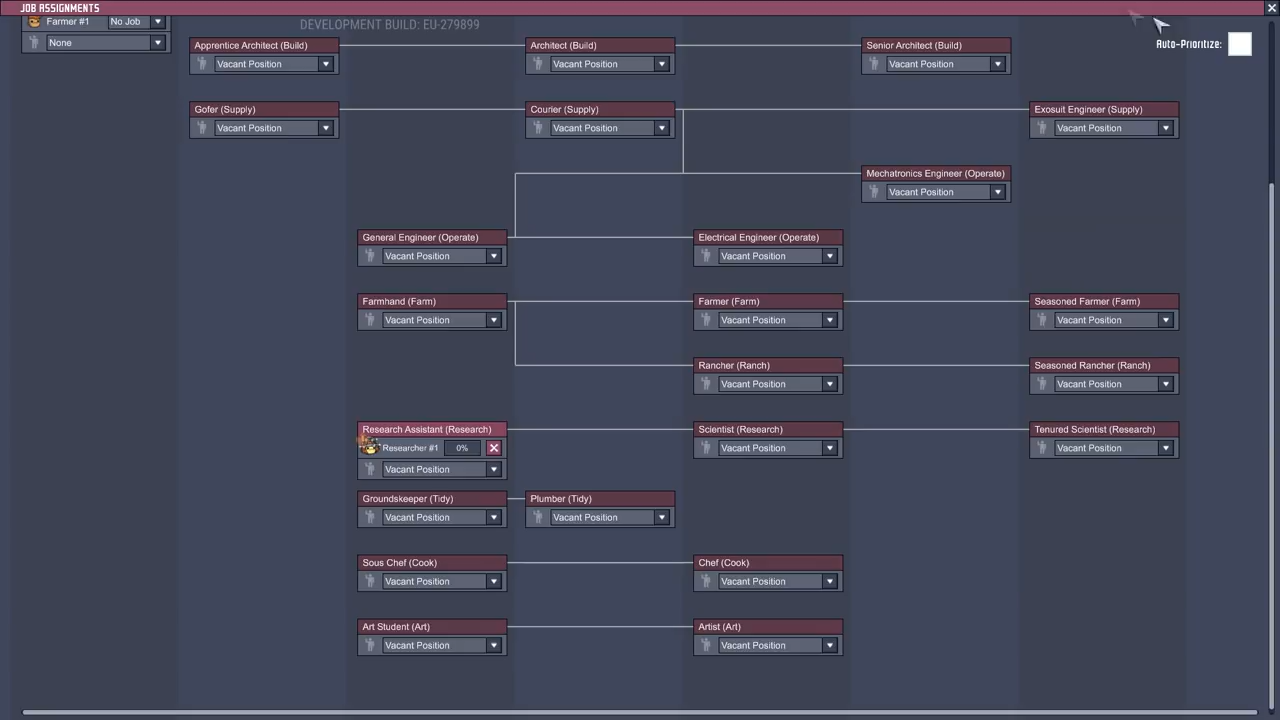 JOB ASSIGNMENTS
Farmer #1 No Job
DEVELOPMENT BUILD: EU-279899
None
Auto-Prioritize:
Apprentice Architect (Build) Architect (Build) Senior Architect (Build)
Vacant Position Vacant Position Vacant Position
Gofer (Supply) Courier (Supply) Exosuit Engineer (Supply)
Vacant Position Vacant Position Vacant Position
Mechatronics Engineer (Operate)
Vacant Position
General Engineer (Operate) Electrical Engineer (Operate)
Vacant Position Vacant Position
Farmhand (Farm) Farmer (Farm) Seasoned Farmer (Farm)
Vacant Position Vacant Position Vacant Position
Rancher (Ranch) Seasoned Rancher (Ranch)
Vacant Position Vacant Position
Research Assistant (Research) Scientist (Research) Tenured Scientist (Research)
Researcher #1 0% Vacant Position Vacant Position
Vacant Position
Groundskeeper (Tidy) Plumber (Tidy)
Vacant Position Vacant Position
Sous Chef (Cook) Chef (Cook)
Vacant Position Vacant Position
Art Student (Art) Artist (Art)
Vacant Position Vacant Position